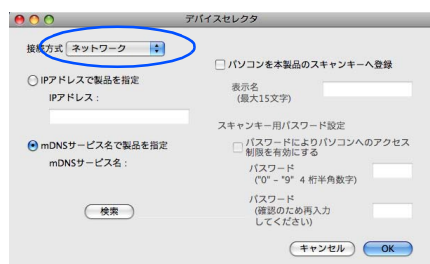 デバイスセレクタ
接続方式 ネットワーク
IPアドレスで製品を指定
IPアドレス：
mDNSサービス名で製品を指定
mDNSサービス名：
検索
パソコンを本製品のスキャンキーへ登録
表示名
(最大15文字)
スキャンキー用パスワード設定
パスワードによりパソコンへのアクセス
制限を有効にする
パスワード
("0" – "9" 4 桁半角数字)
パスワード
(確認のため再入力
してください)
キャンセル OK